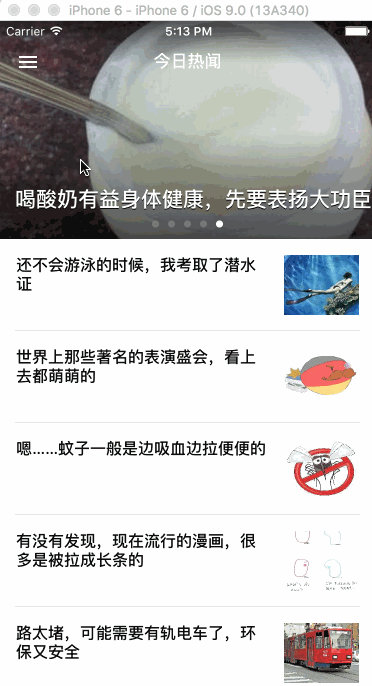 iPhone 6 - iPhone 6 / iOS 9.0 (13A340)
Carrier 5:13 PM
今日热闻
喝酸奶有益身体健康，先要表扬大功臣
还不会游泳的时候，我考取了潜水
证
世界上那些著名的表演盛会，看上
去都萌萌的
嗯……蚊子一般是边吸血边拉便便的
有没有发现，现在流行的漫画，很
多是被拉成长条的
路太堵，可能需要有轨电车了，环
保又安全